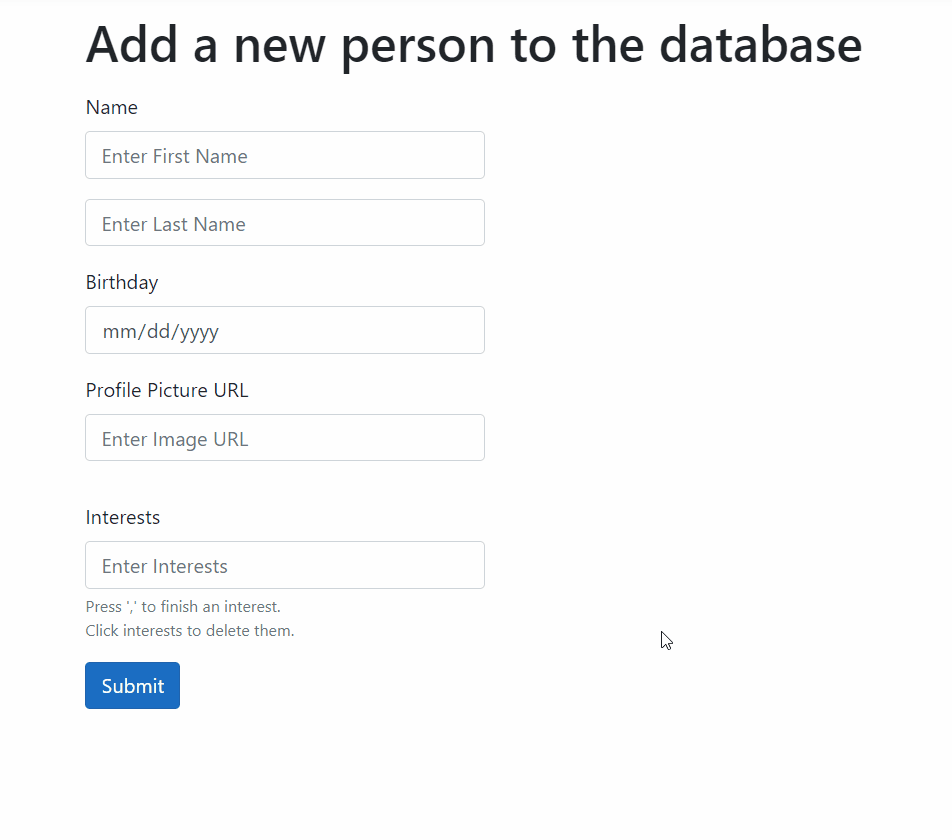 Add a new person to the database
Name
Enter First Name
Enter Last Name
Birthday
mm/dd/yyyy
Profile Picture URL
Enter Image URL
Interests
Enter Interests
Press ',' to finish an interest.
Click interests to delete them.
Submit